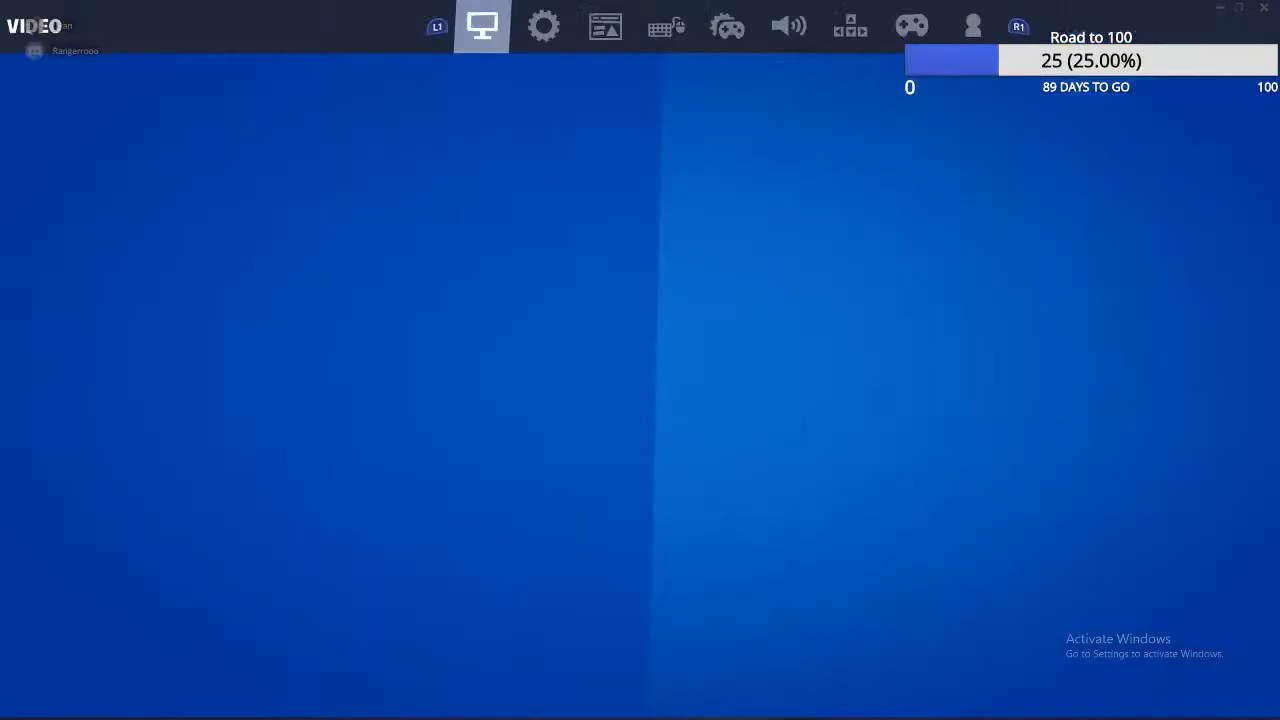 VIDEO
L1
R1
Rangerrooo
Road to 100
25 (25.00%)
0
89 DAYS TO GO
100
Activate Windows
Go to Settings to activate Windows.